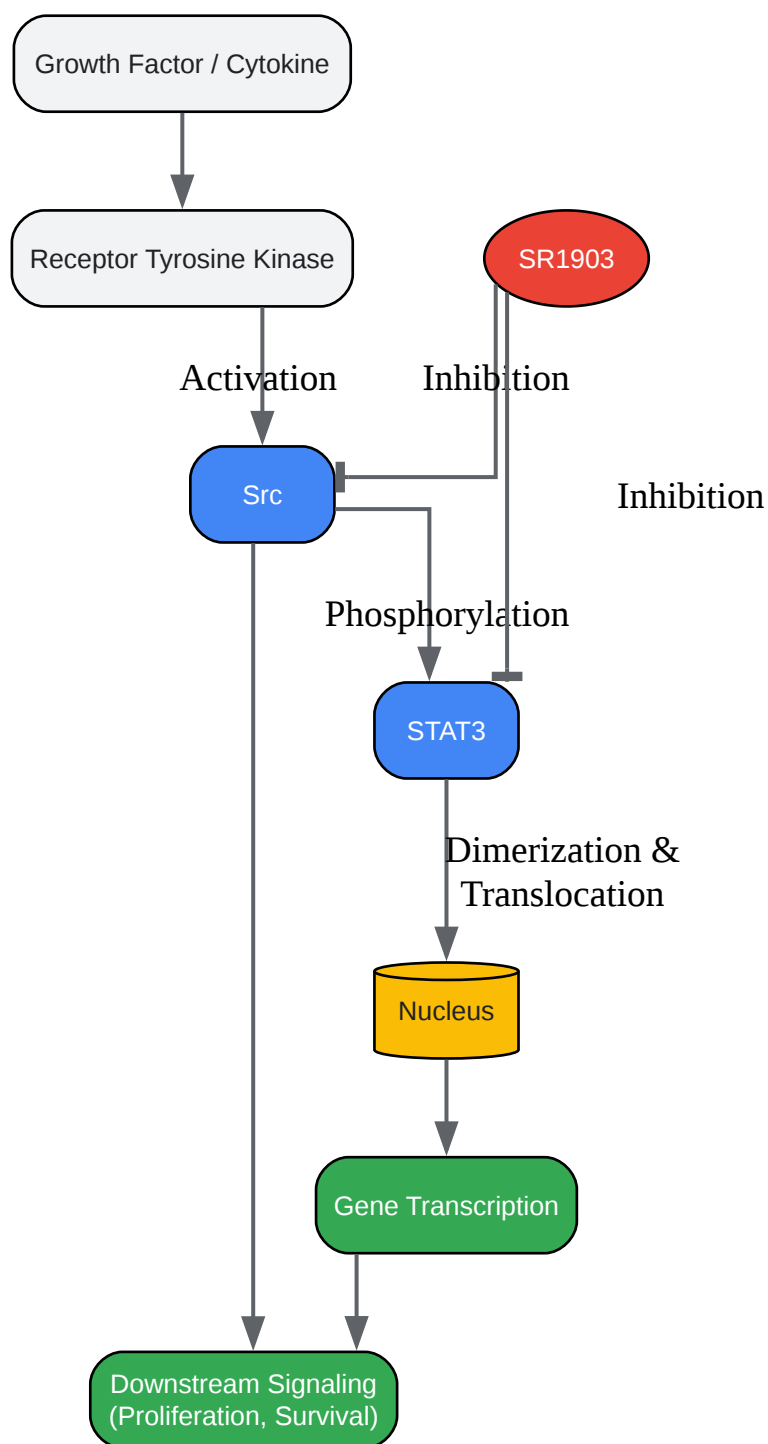 Growth Factor / Cytokine
Receptor Tyrosine Kinase
SR1903
Activation
Inhibition
Src
Inhibition
Phosphorylation
STAT3
Dimerization &
Translocation
Nucleus
Gene Transcription
Downstream Signaling
(Proliferation, Survival)